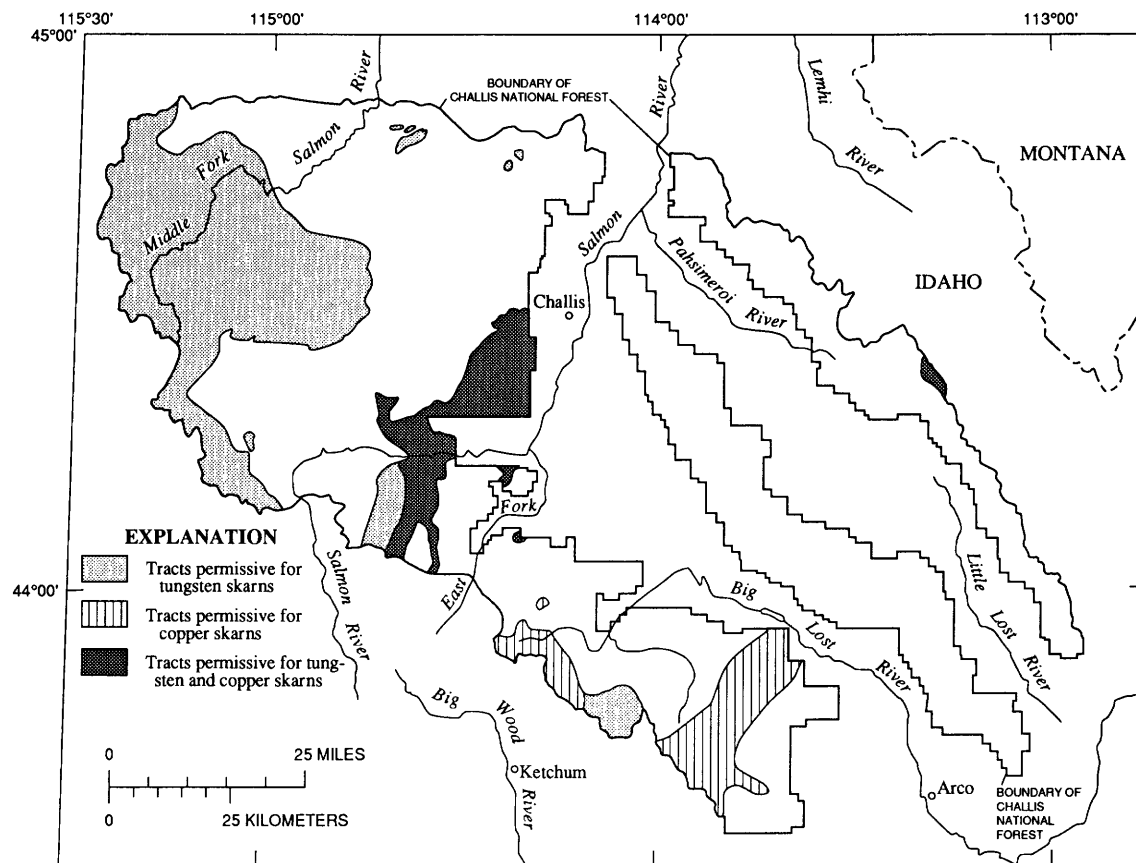 115°30' 115°00' 114°00' 113°00'
45°00'
BOUNDARY OF
CHALLIS NATIONAL FOREST
River
River
Lemhi
River
MONTANA
Salmon
Fork
Middle
Salmon
Pahsimeroi
River
IDAHO
Challis
Fork
East
EXPLANATION
Tracts permissive for
tungsten skarns
Tracts permissive for
copper skarns
Tracts permissive for tung-
sten and copper skarns
44°00'
Salmon
River
Big
Lost
River
Little
Lost
River
Big
Wood
River
Ketchum
Arco
BOUNDARY OF
CHALLIS
NATIONAL
FOREST
0 25 MILES
0 25 KILOMETERS